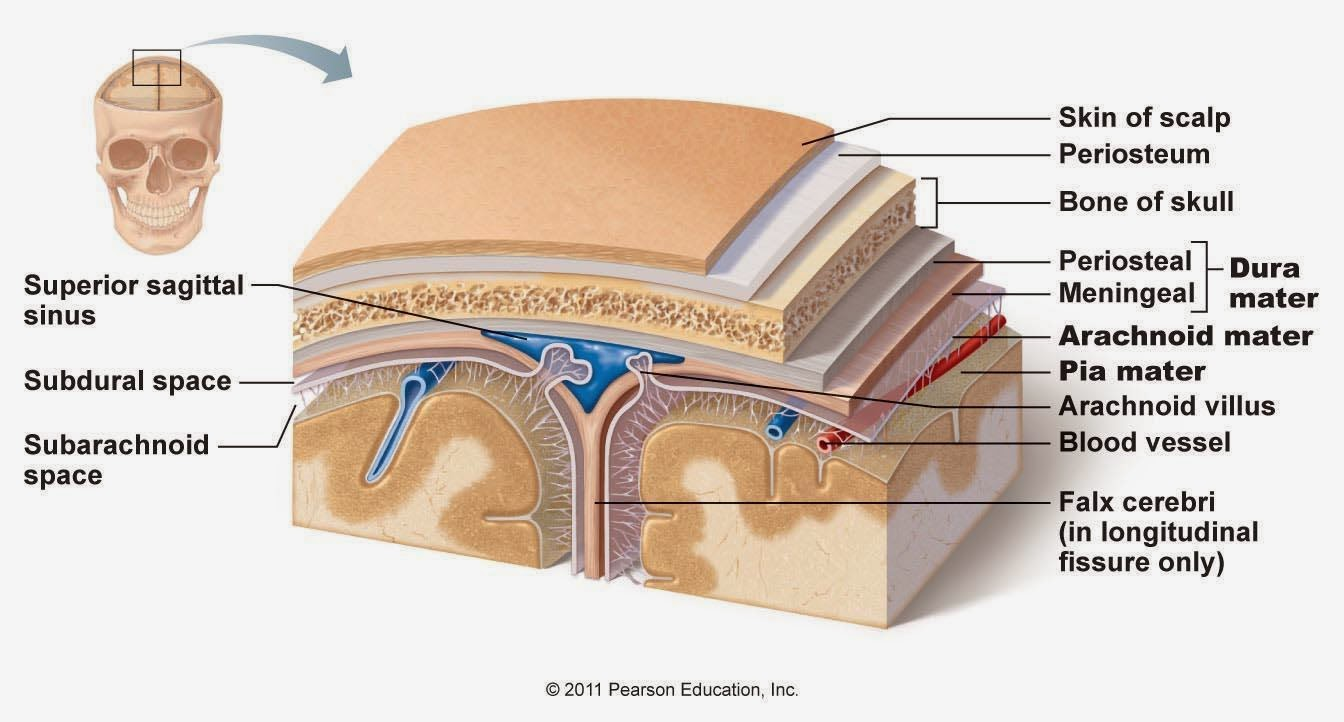 Skin of scalp
Periosteum
Bone of skull
Periosteal
Meningeal
Dura
mater
Arachnoid mater
Pia mater
Arachnoid villus
Blood vessel
Falx cerebri
(in longitudinal
fissure only)
Superior sagittal
sinus
Subdural space
Subarachnoid
space
© 2011 Pearson Education, Inc.